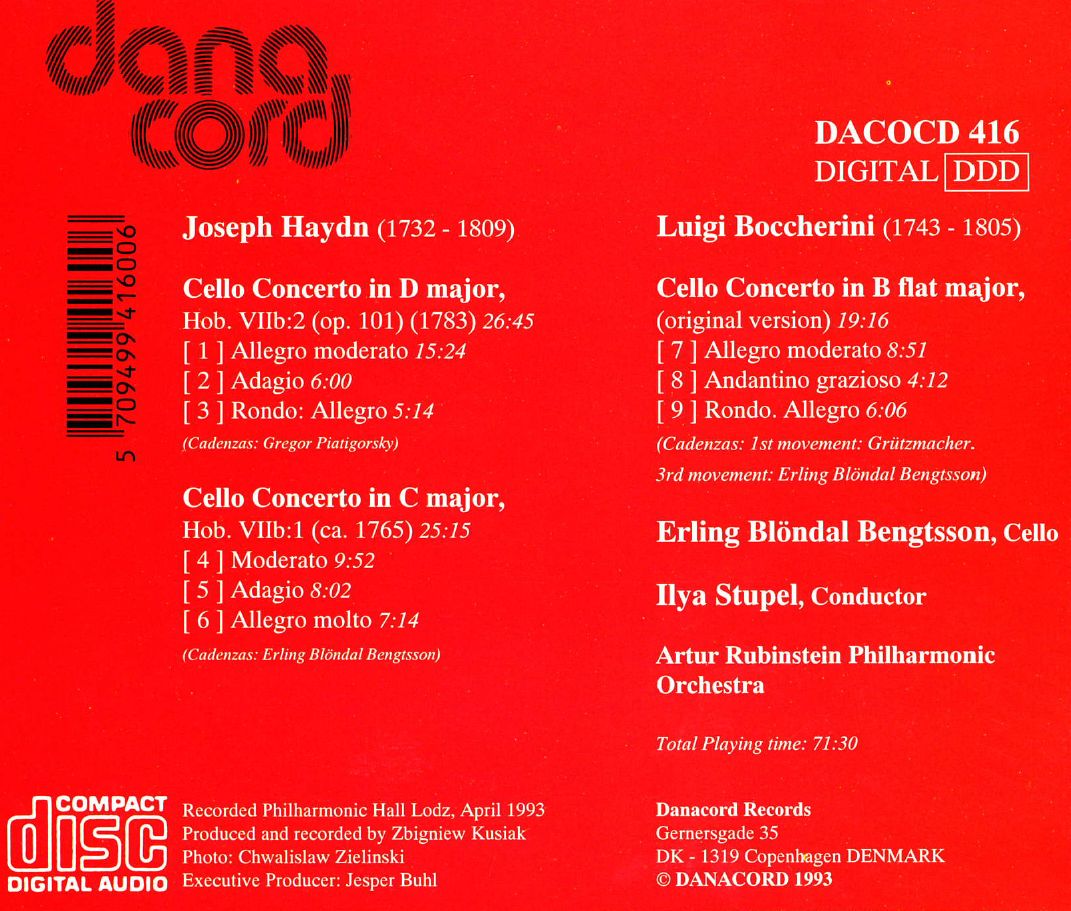 dana
cord
DACOCD 416
DIGITAL DDD
5 709499 416006
Joseph Haydn (1732 - 1809)
Cello Concerto in D major,
Hob. VIIb:2 (op. 101) (1783) 26:45
[ 1 ] Allegro moderato 15:24
[ 2 ] Adagio 6:00
[ 3 ] Rondo: Allegro 5:14
(Cadenzas: Gregor Piatigorsky)
Cello Concerto in C major,
Hob. VIIb:1 (ca. 1765) 25:15
[ 4 ] Moderato 9:52
[ 5 ] Adagio 8:02
[ 6 ] Allegro molto 7:14
(Cadenzas: Erling Blöndal Bengtsson)
Luigi Boccherini (1743 - 1805)
Cello Concerto in B flat major,
(original version) 19:16
[ 7 ] Allegro moderato 8:51
[ 8 ] Andantino grazioso 4:12
[ 9 ] Rondo. Allegro 6:06
(Cadenzas: 1st movement: Grützmacher.
3rd movement: Erling Blöndal Bengtsson)
Erling Blöndal Bengtsson, Cello
Ilya Stupel, Conductor
Artur Rubinstein Philharmonic
Orchestra
Total Playing time: 71:30
COMPACT
disc
DIGITAL AUDIO
Recorded Philharmonic Hall Lodz, April 1993
Produced and recorded by Zbigniew Kusiak
Photo: Chwalislaw Zielinski
Executive Producer: Jesper Buhl
Danacord Records
Gernersgade 35
DK - 1319 Copenhagen DENMARK
© DANACORD 1993